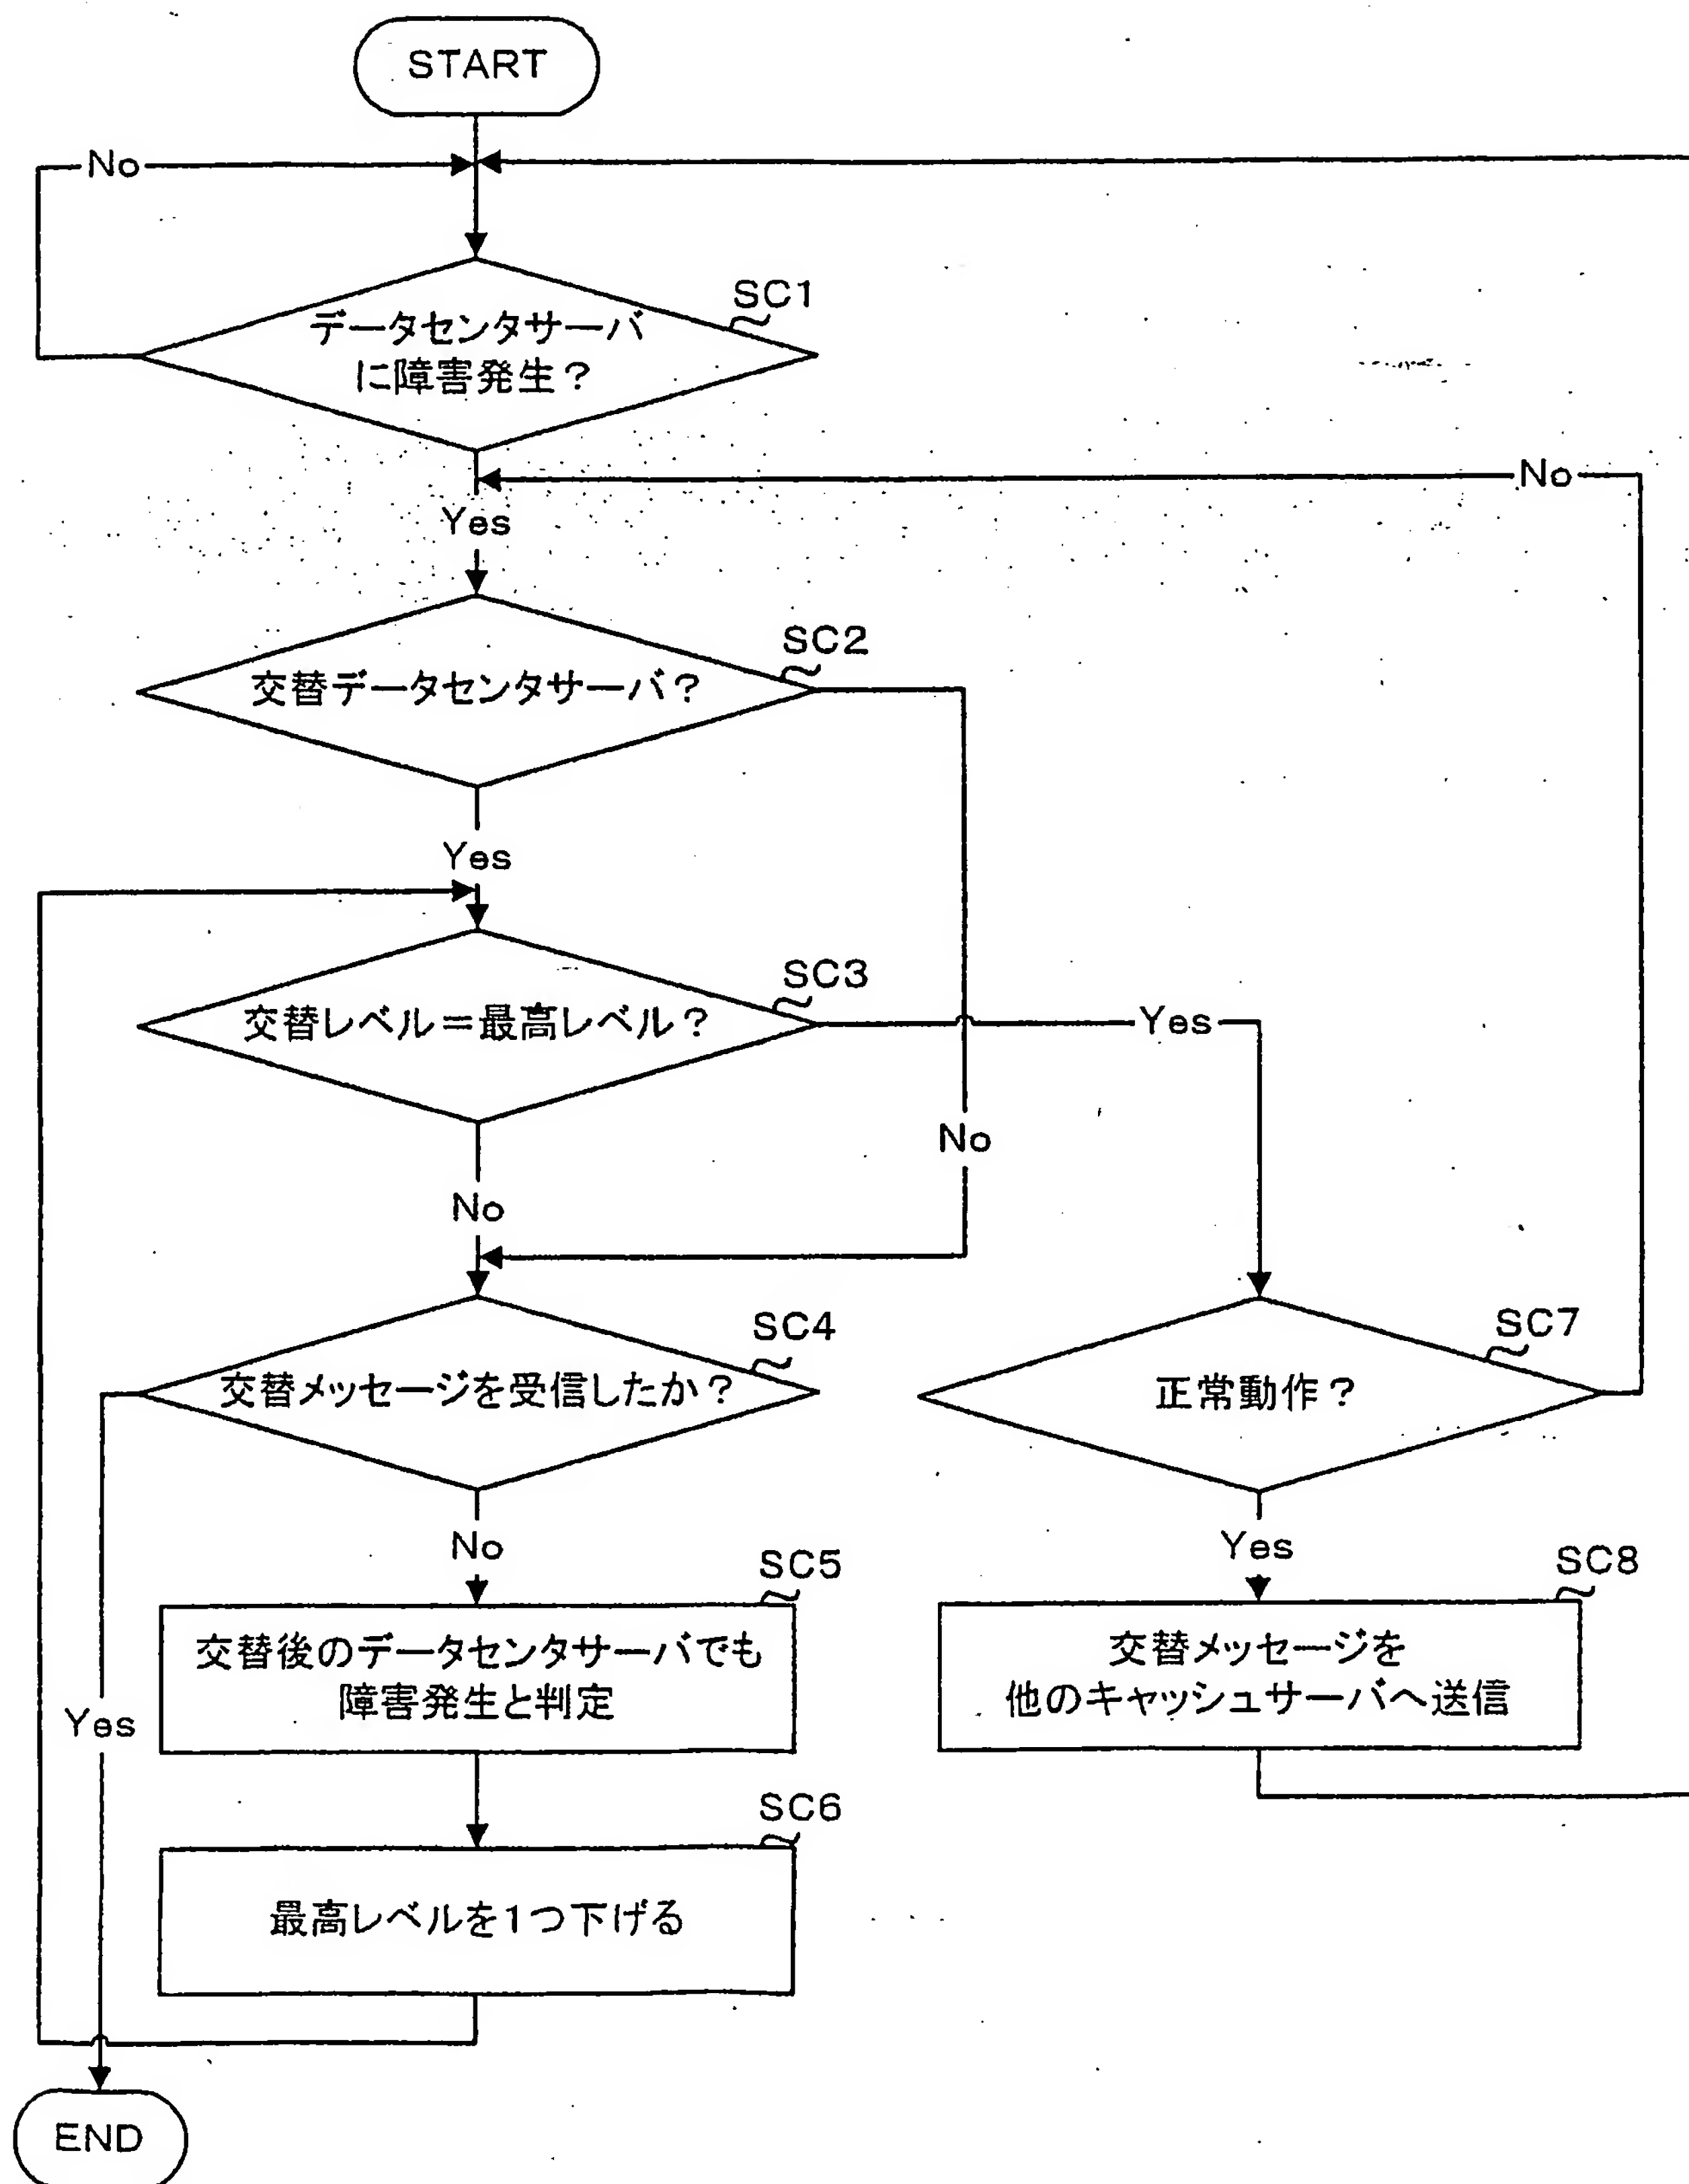 START
No
SC1
データセンタサーバ
に障害発生？
No
Yes
SC2
交替データセンタサーバ？
Yes
SC3
交替レベル＝最高レベル？
Yes
No
No
SC4
交替メッセージを受信したか？
SC7
正常動作？
No
Yes
SC5
交替後のデータセンタサーバでも
障害発生と判定
SC8
交替メッセージを
他のキャッシュサーバへ送信
Yes
SC6
最高レベルを1つ下げる
END